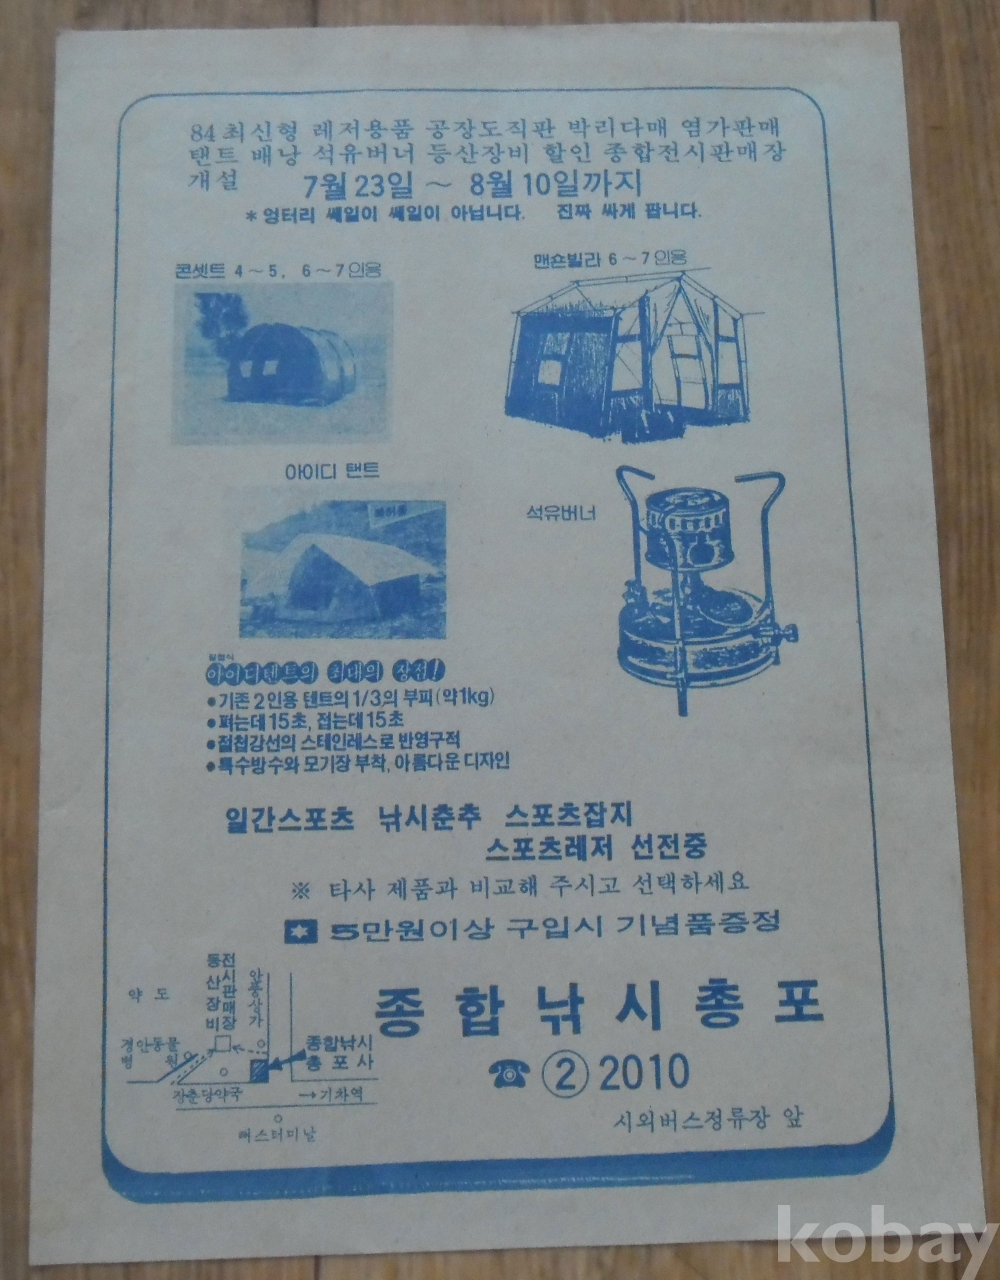 84 최신형 레저용품 공장도직판 박리다매 염가판매
탠트 배낭 석유버너 등산장비 할인 종합전시판매장
개설 7월 23일 ~ 8월 10일까지
* 엉터리 쎄일이 쎄일이 아닙니다. 진짜 싸게 팝니다.
콘셋트 4~5, 6~7인용
맨숀빌라 6~7인용
아이디 탠트
석유버너
아이디텐트의 최대의 장점!
●기존 2인용 텐트의 1/3의 부피(약1kg)
●펴는데 15초, 접는데 15초
●절첩강선의 스테인레스로 반영구적
●특수방수와 모기장 부착, 아름다운 디자인
일간스포츠 낚시춘추 스포츠잡지
스포츠레저 선전중
※ 타사 제품과 비교해 주시고 선택하세요
5만원이상 구입시 기념품증정
종합낚시총포
☎ ② 2010
시외버스정류장 앞
약도
등산장비
전시판매장
안동상가
경안동물
병원
종합낚시
총포사
장춘당약국
→기차역
버스터미날
kobay